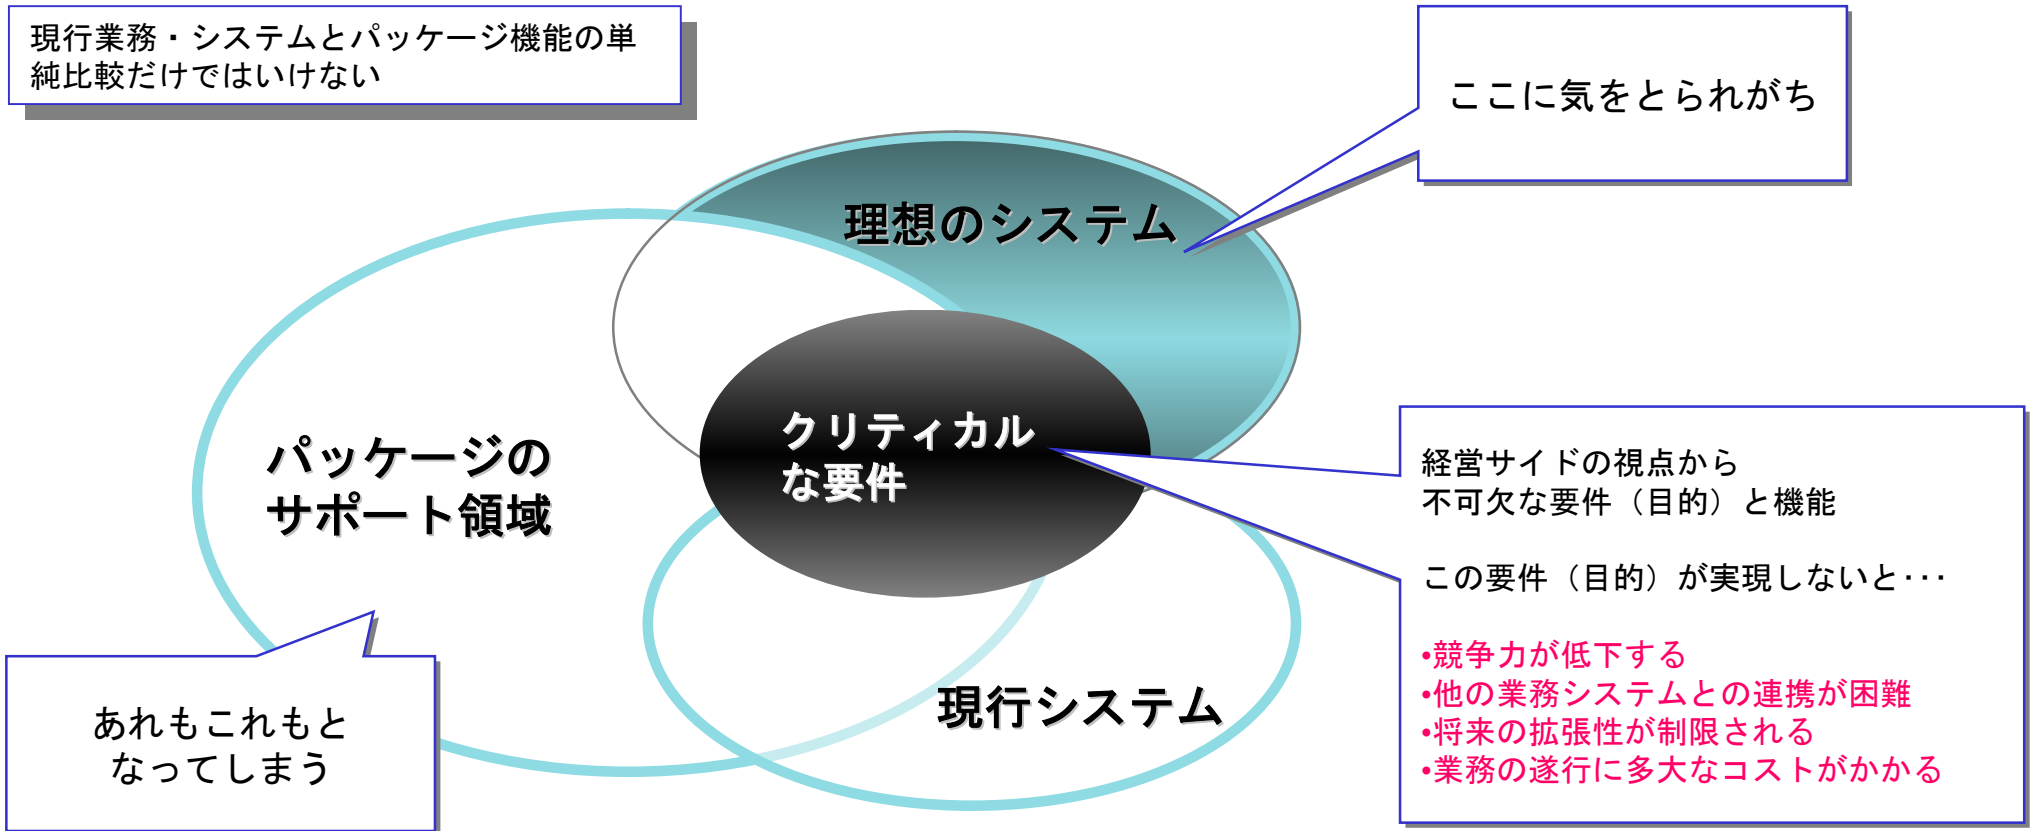 現行業務・システムとパッケージ機能の単
純比較だけではいけない
ここに気をとられがち
理想のシステム
クリティカル
な要件
パッケージの
サポート領域
経営サイドの視点から
不可欠な要件（目的）と機能
この要件（目的）が実現しないと･･･
•競争力が低下する
•他の業務システムとの連携が困難
•将来の拡張性が制限される
•業務の遂行に多大なコストがかかる
現行システム
あれもこれもと
なってしまう